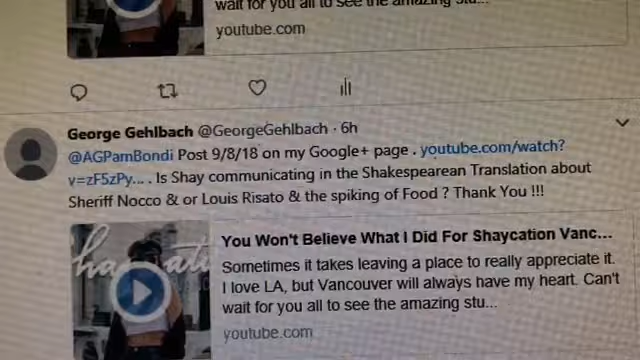 wait for you all to see the amazing stu...
youtube.com
George Gehlbach @GeorgeGehlbach · 6h
@AGPamBondi Post 9/8/18 on my Google+ page . youtube.com/watch?
v=zF5zPy... . Is Shay communicating in the Shakespearean Translation about
Sheriff Nocco & or Louis Risato & the spiking of Food ? Thank You !!!
You Won't Believe What I Did For Shaycation Vanc...
Sometimes it takes leaving a place to really appreciate it.
I love LA, but Vancouver will always have my heart. Can't
wait for you all to see the amazing stu...
youtube.com